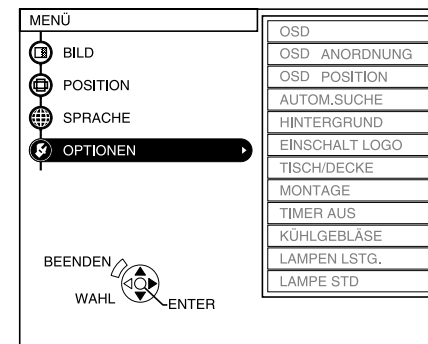 MENÜ
BILD
POSITION
SPRACHE
OPTIONEN
BEENDEN
WAHL
ENTER
OSD
OSD ANORDNUNG
OSD POSITION
AUTOM.SUCHE
HINTERGRUND
EINSCHALT LOGO
TISCH/DECKE
MONTAGE
TIMER AUS
KÜHLGEBLÄSE
LAMPEN LSTG.
LAMPE STD